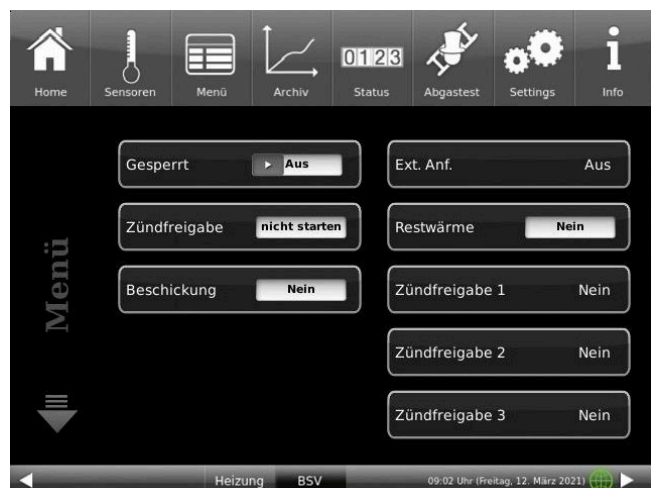 Home Sensoren Menü Archiv 0123 Status Abgastest Settings i Info
Menü
Gesperrt Aus
Zündfreigabe nicht starten
Beschickung Nein
Ext. Anf. Aus
Restwärme Nein
Zündfreigabe 1 Nein
Zündfreigabe 2 Nein
Zündfreigabe 3 Nein
Heizung BSV 09:02 Uhr (Freitag, 12. März 2021)